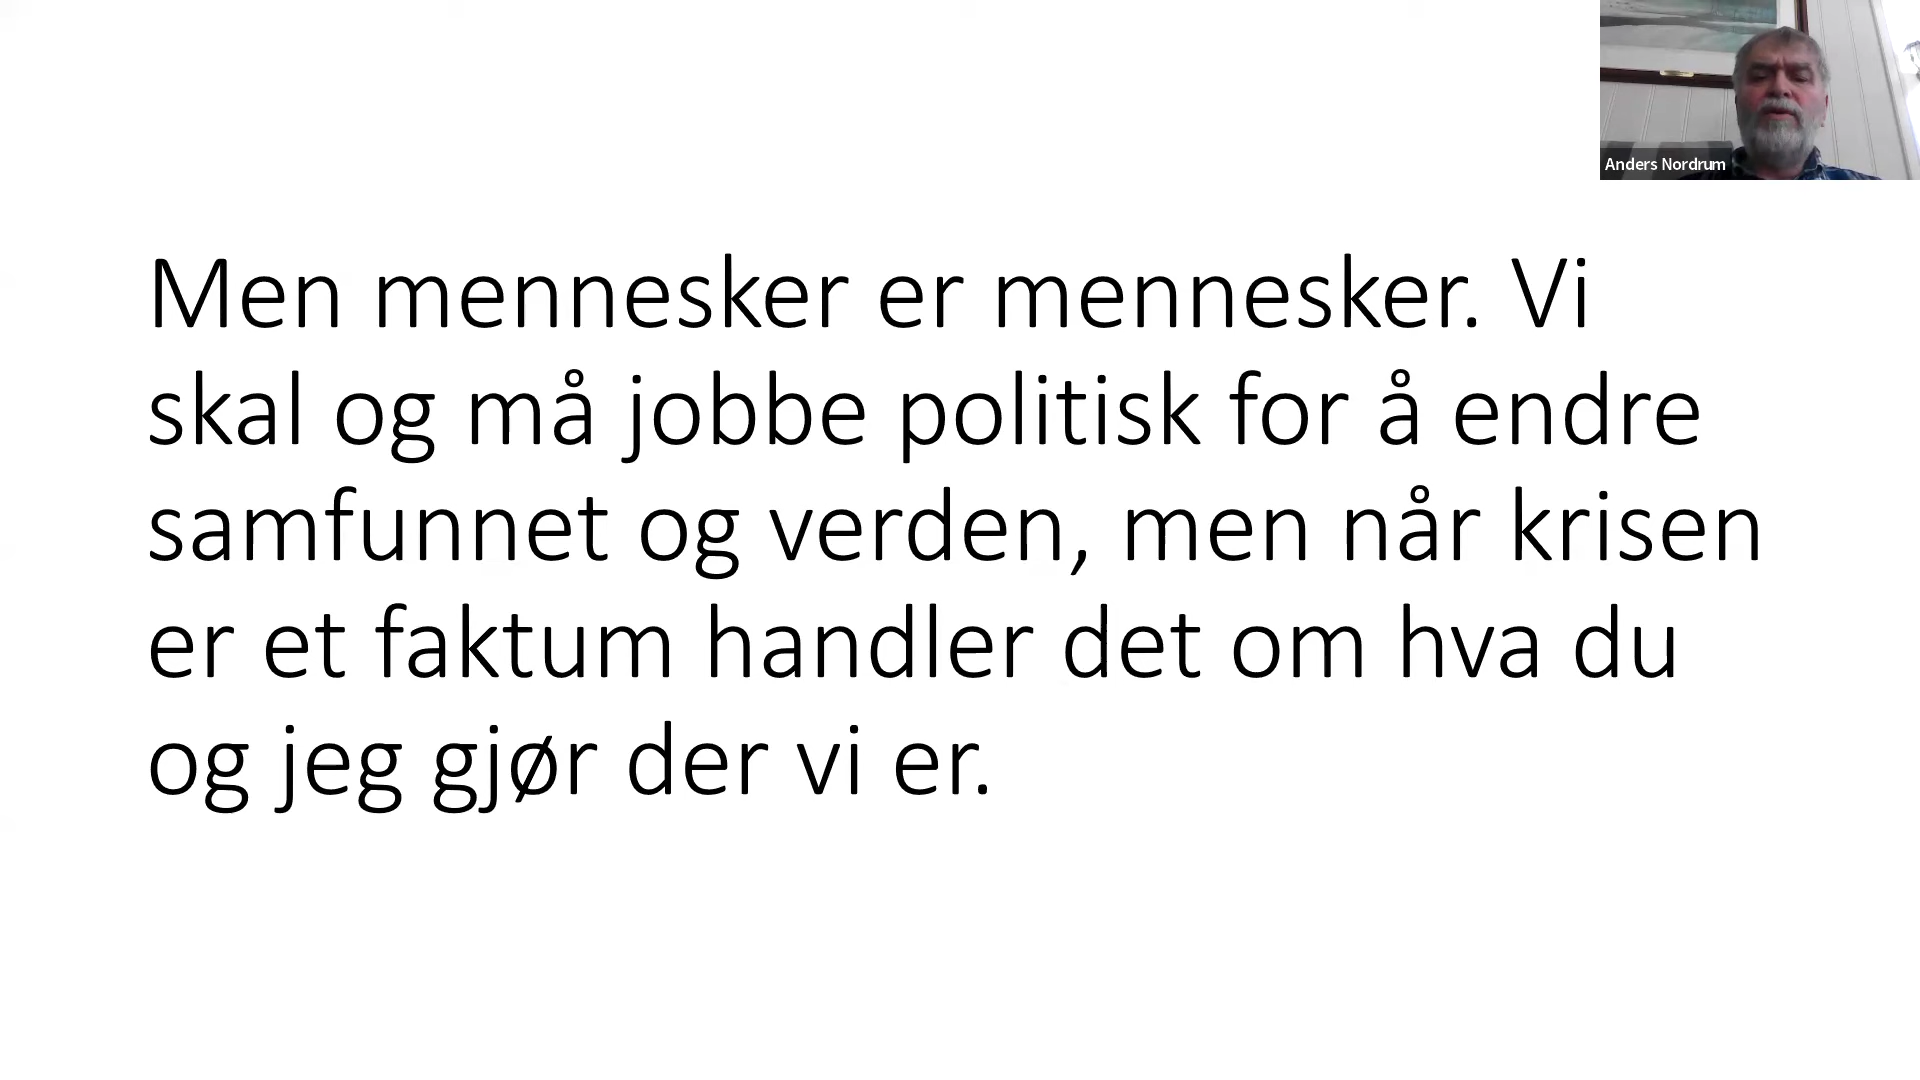 Anders Nordrum
Men mennesker er mennesker. Vi
skal og må jobbe politisk for å endre
samfunnet og verden, men når krisen
er et faktum handler det om hva du
og jeg gjør der vi er.